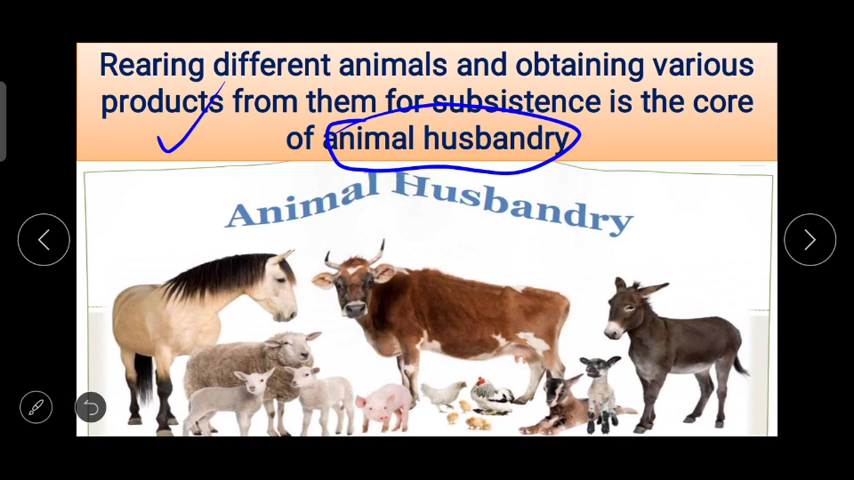 Rearing different animals and obtaining various
products from them for subsistence is the core
of animal husbandry
Animal Husbandry